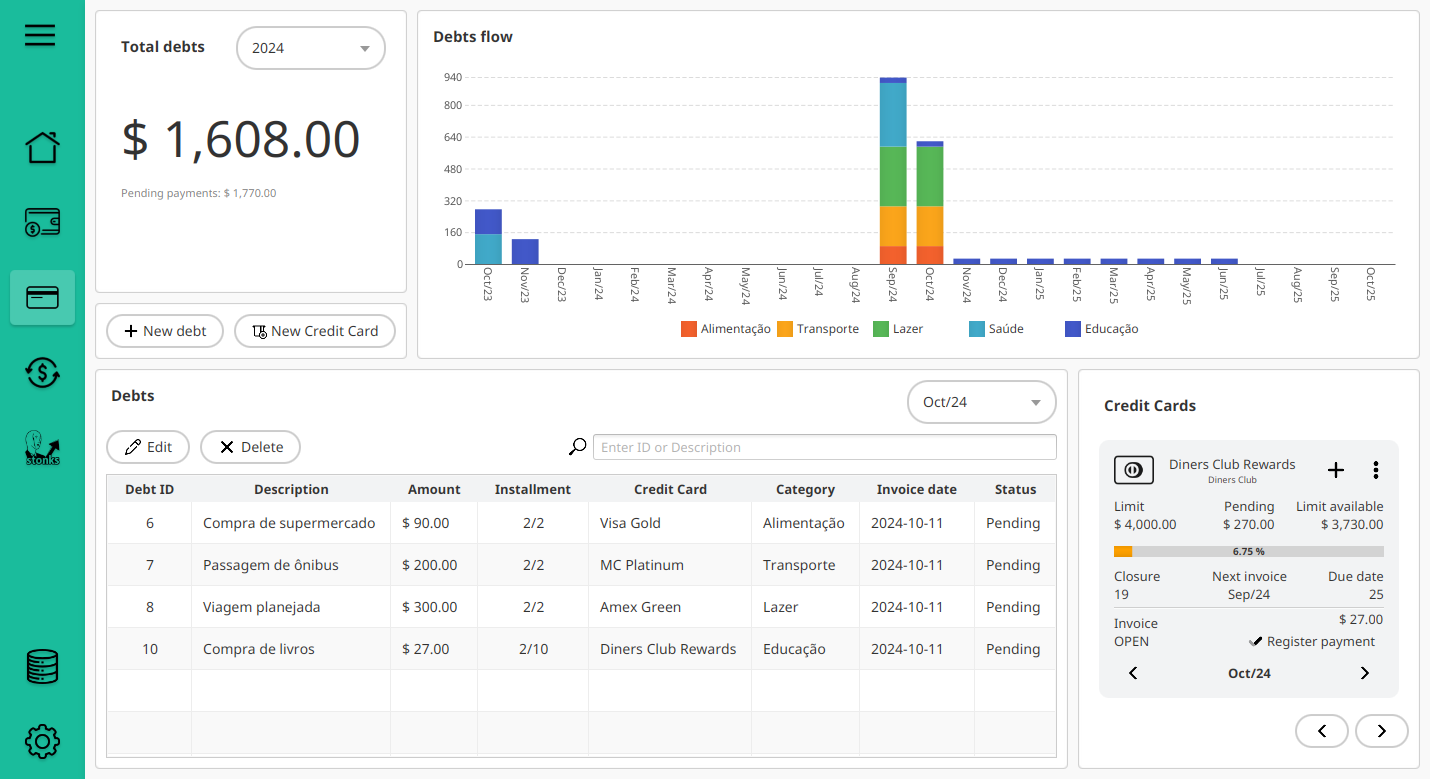 Total debts
2024
$ 1,608.00
Pending payments: $ 1,770.00
New debt
New Credit Card
Debts flow
940
800
640
480
320
160
0
Oct/23 Nov/23 Dec/23 Jan/24 Feb/24 Mar/24 Apr/24 May/24 Jun/24 Jul/24 Aug/24 Sep/24 Oct/24 Nov/24 Dec/24 Jan/25 Feb/25 Mar/25 Apr/25 May/25 Jun/25 Jul/25 Aug/25 Sep/25 Oct/25
Alimentação Transporte Lazer Saúde Educação
stonks
Debts
Oct/24
Edit
Delete
Enter ID or Description
Debt ID Description Amount Installment Credit Card Category Invoice date Status
6 Compra de supermercado $ 90.00 2/2 Visa Gold Alimentação 2024-10-11 Pending
7 Passagem de ônibus $ 200.00 2/2 MC Platinum Transporte 2024-10-11 Pending
8 Viagem planejada $ 300.00 2/2 Amex Green Lazer 2024-10-11 Pending
10 Compra de livros $ 27.00 2/10 Diners Club Rewards Educação 2024-10-11 Pending
Credit Cards
Diners Club Rewards
Diners Club
Limit Pending Limit available
$ 4,000.00 $ 270.00 $ 3,730.00
6.75 %
Closure Next invoice Due date
19 Sep/24 25
Invoice $ 27.00
OPEN Register payment
Oct/24